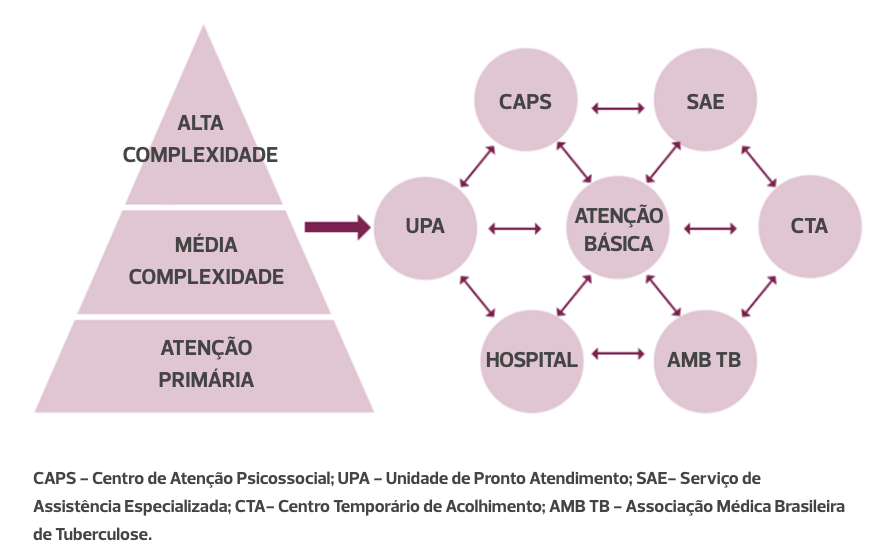 ALTA
COMPLEXIDADE
MÉDIA
COMPLEXIDADE
ATENÇÃO
PRIMÁRIA
CAPS
SAE
UPA
ATENÇÃO
BÁSICA
CTA
HOSPITAL
AMB TB
CAPS – Centro de Atenção Psicossocial; UPA – Unidade de Pronto Atendimento; SAE– Serviço de
Assistência Especializada; CTA– Centro Temporário de Acolhimento; AMB TB – Associação Médica Brasileira
de Tuberculose.